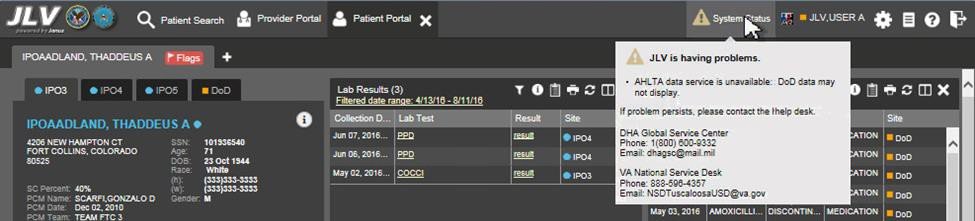 JLV
powered by Janus
Patient Search
Provider Portal
Patient Portal
System Status
JLV,USER A
IPOAADLAND, THADDEUS A
Flags
IPO3
IPO4
IPO5
DoD
IPOAADLAND, THADDEUS A
4206 NEW HAMPTON CT
FORT COLLINS, COLORADO
80525
SSN: 101936540
Age: 71
DOB: 23 Oct 1944
Race: White
(h): (333)333-3333
(w): (333)333-3333
Gender: M
SC Percent: 40%
PCM Name: SCARFI,GONZALO D
PCM Date: Dec 02, 2010
PCM Team: TEAM FTC 3
Lab Results (3)
Filtered date range: 4/13/16 - 8/11/16
Collection D... Lab Test Result Site
Jun 07, 2016... PPD result IPO4
Jun 06, 2016... PPD result IPO4
May 02, 2016... COCCI result IPO3
JLV is having problems.
• AHLTA data service is unavailable: DoD data may
not display.
If problem persists, please contact the Help desk.
DHA Global Service Center
Phone: 1(800) 600-9332
Email: dhagsc@mail.mil
VA National Service Desk
Phone: 888-596-4357
Email: NSDTuscaloosaUSD@va.gov
Site
ICATION DoD
ICATION DoD
ICATION DoD
May 03, 2016 AMOXICILLI... DISCONTIN... MEDICATION DoD